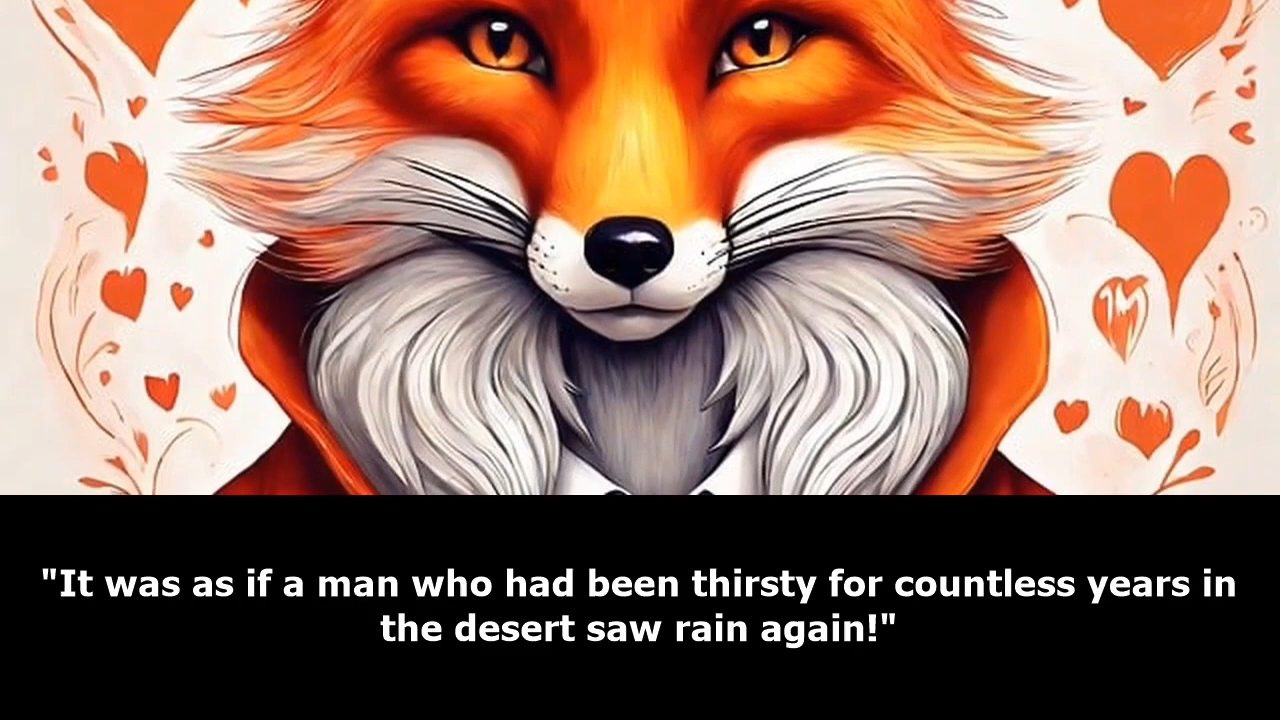 "It was as if a man who had been thirsty for countless years in
the desert saw rain again!"